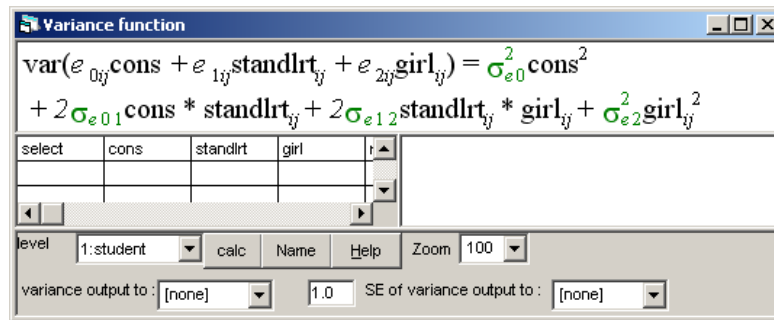 Variance function
var(e₀ᵢⱼcons + e₁ᵢⱼstandlrtᵢⱼ + e₂ᵢⱼgirlᵢⱼ) = σ²ₑ₀cons²
+ 2σₑ₀₁cons * standlrtᵢⱼ + 2σₑ₁₂standlrtᵢⱼ * girlᵢⱼ + σ²ₑ₂girlᵢⱼ²
select cons standlrt girl
level 1:student calc Name Help Zoom 100
variance output to : [none] 1.0 SE of variance output to : [none]